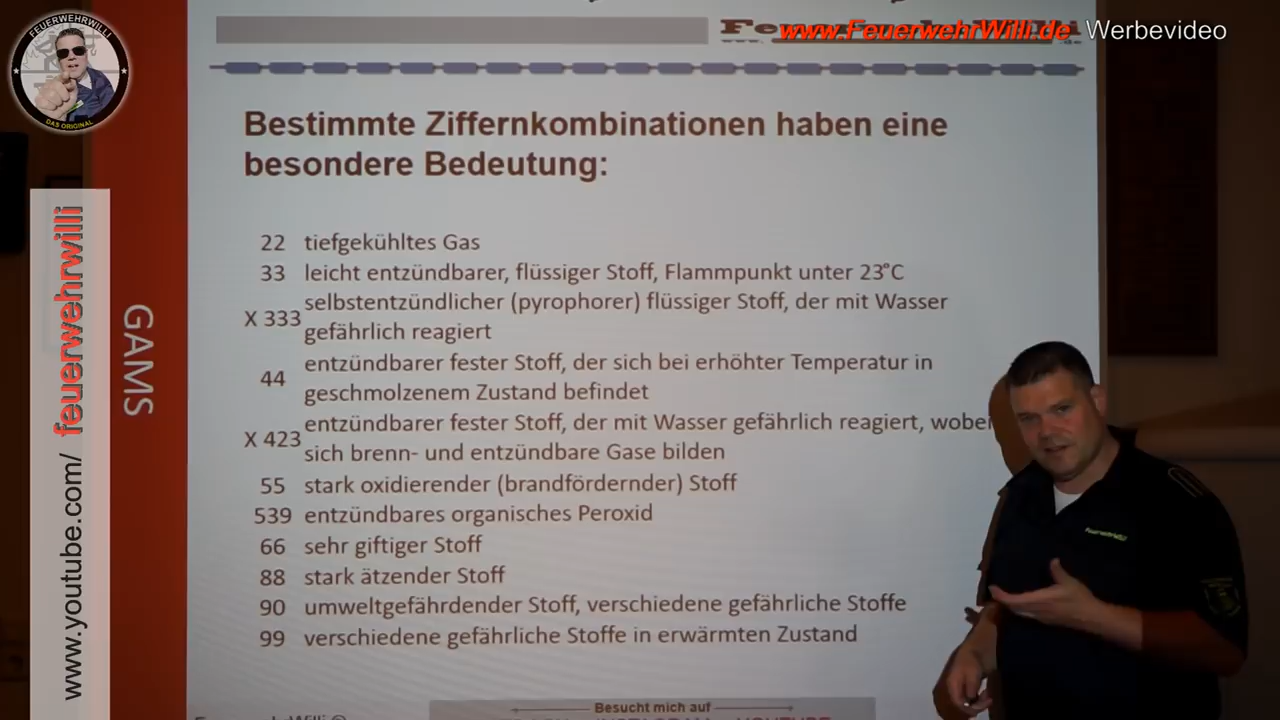 FEUERWEHRWILLI
DAS ORIGINAL
www.FeuerwehrWilli.de Werbevideo
Bestimmte Ziffernkombinationen haben eine
besondere Bedeutung:
22 tiefgekühltes Gas
33 leicht entzündbarer, flüssiger Stoff, Flammpunkt unter 23°C
X 333 selbstentzündlicher (pyrophorer) flüssiger Stoff, der mit Wasser
gefährlich reagiert
44 entzündbarer fester Stoff, der sich bei erhöhter Temperatur in
geschmolzenem Zustand befindet
X 423 entzündbarer fester Stoff, der mit Wasser gefährlich reagiert, wobei
sich brenn- und entzündbare Gase bilden
55 stark oxidierender (brandfördernder) Stoff
539 entzündbares organisches Peroxid
66 sehr giftiger Stoff
88 stark ätzender Stoff
90 umweltgefährdender Stoff, verschiedene gefährliche Stoffe
99 verschiedene gefährliche Stoffe in erwärmten Zustand
Besucht mich auf
GAMS
www.youtube.com/ feuerwehrwilli
FeuerwehrWilli